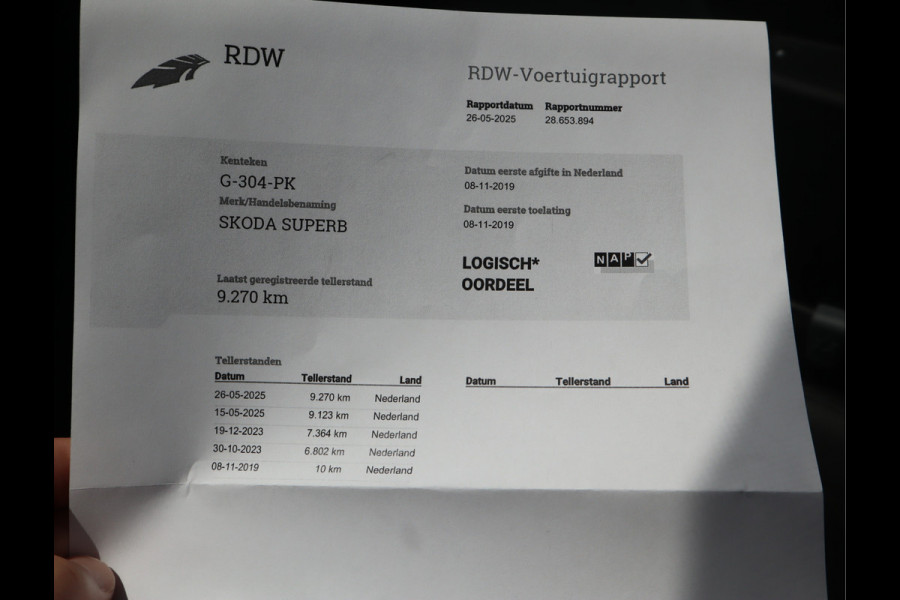 RDW
RDW-Voertuigrapport
Rapportdatum Rapportnummer
26-05-2025 28.653.894
Kenteken
G-304-PK
Merk/Handelsbenaming
SKODA SUPERB
Laatst geregistreerde tellerstand
9.270 km
Datum eerste afgifte in Nederland
08-11-2019
Datum eerste toelating
08-11-2019
LOGISCH*
OORDEEL
NAP
Tellerstanden
Datum Tellerstand Land
26-05-2025 9.270 km Nederland
15-05-2025 9.123 km Nederland
19-12-2023 7.364 km Nederland
30-10-2023 6.802 km Nederland
08-11-2019 10 km Nederland
Datum Tellerstand Land